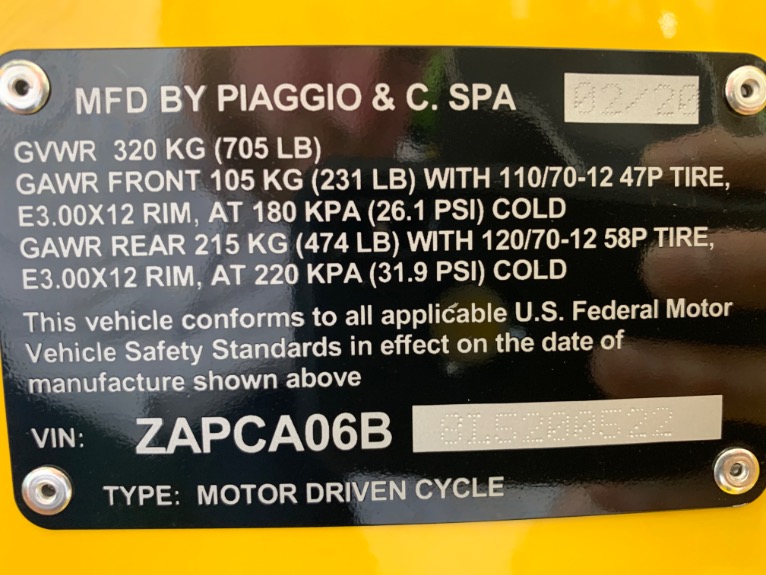 MFD BY PIAGGIO & C. SPA 02/20
GVWR 320 KG (705 LB)
GAWR FRONT 105 KG (231 LB) WITH 110/70-12 47P TIRE,
E3.00X12 RIM, AT 180 KPA (26.1 PSI) COLD
GAWR REAR 215 KG (474 LB) WITH 120/70-12 58P TIRE,
E3.00X12 RIM, AT 220 KPA (31.9 PSI) COLD
This vehicle conforms to all applicable U.S. Federal Motor
Vehicle Safety Standards in effect on the date of
manufacture shown above
VIN: ZAPCA06B
TYPE: MOTOR DRIVEN CYCLE